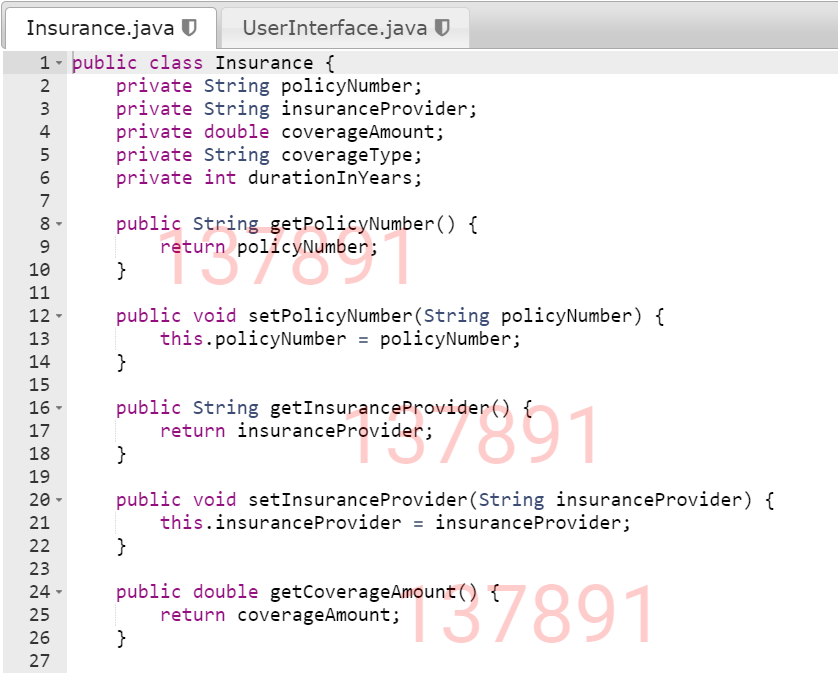 Insurance.java UserInterface.java
1 public class Insurance {
2 private String policyNumber;
3 private String insuranceProvider;
4 private double coverageAmount;
5 private String coverageType;
6 private int durationInYears;
7
8 public String getPolicyNumber() {
9 return policyNumber;
10 }
11
12 public void setPolicyNumber(String policyNumber) {
13 this.policyNumber = policyNumber;
14 }
15
16 public String getInsuranceProvider() {
17 return insuranceProvider;
18 }
19
20 public void setInsuranceProvider(String insuranceProvider) {
21 this.insuranceProvider = insuranceProvider;
22 }
23
24 public double getCoverageAmount() {
25 return coverageAmount;
26 }
27
137891
137891
137891